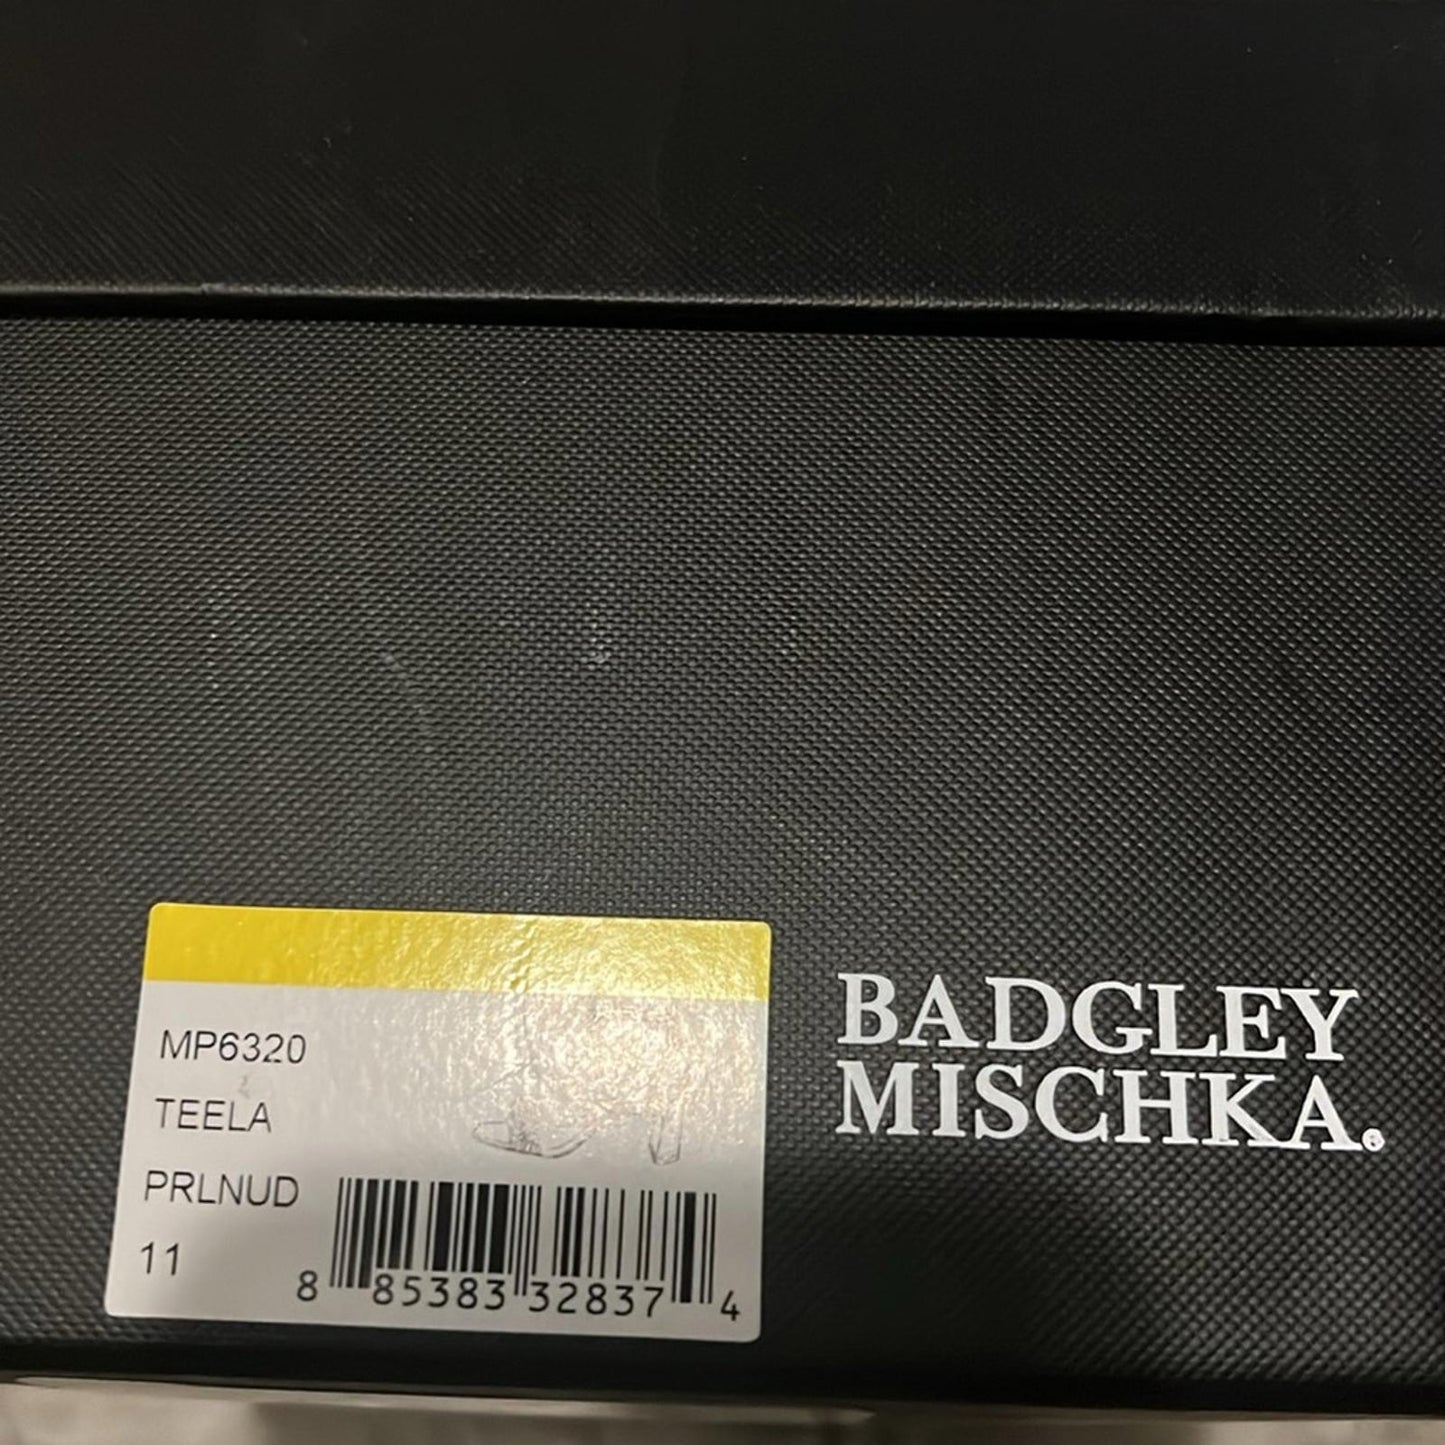 MP6320
TEELA
PRLNUD
11
8 85383 32837 4
BADGLEY
MISCHKA®